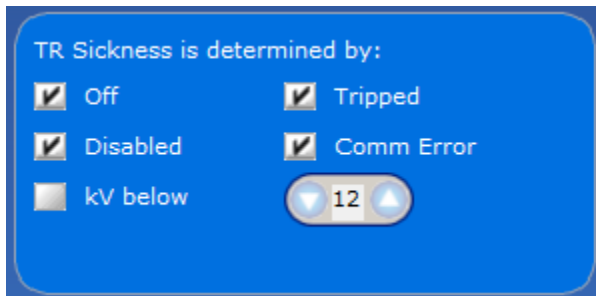 TR Sickness is determined by:
Off Tripped
Disabled Comm Error
kV below 12